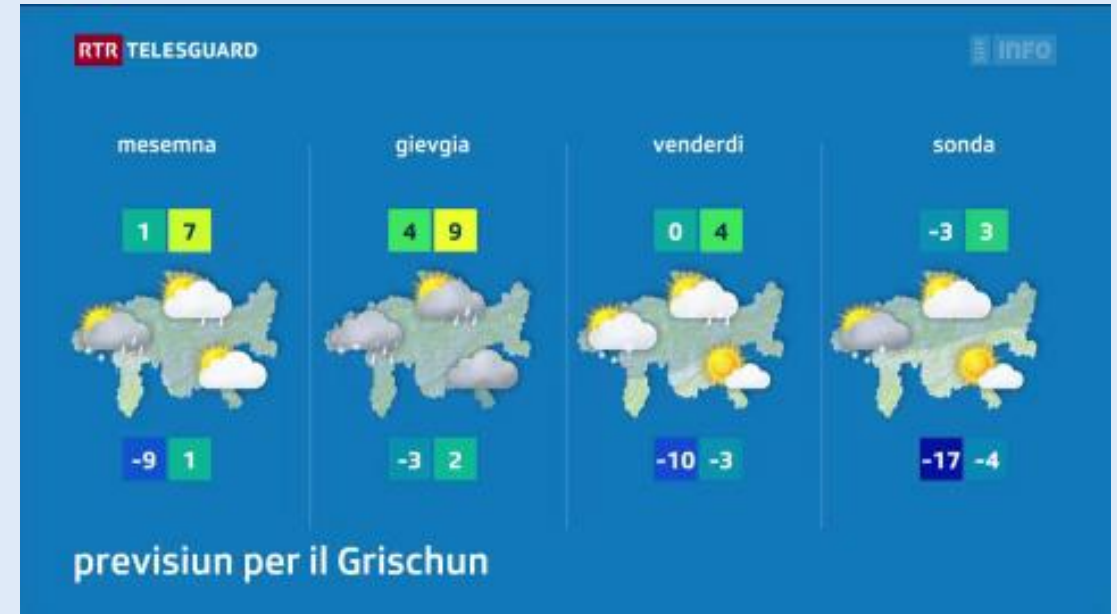 RTR TELESGUARD
INFO
mesemna gievgia venderdi sonda
1 7 4 9 0 4 -3 3
-9 1 -3 2 -10 -3 -17 -4
previsiun per il Grischun